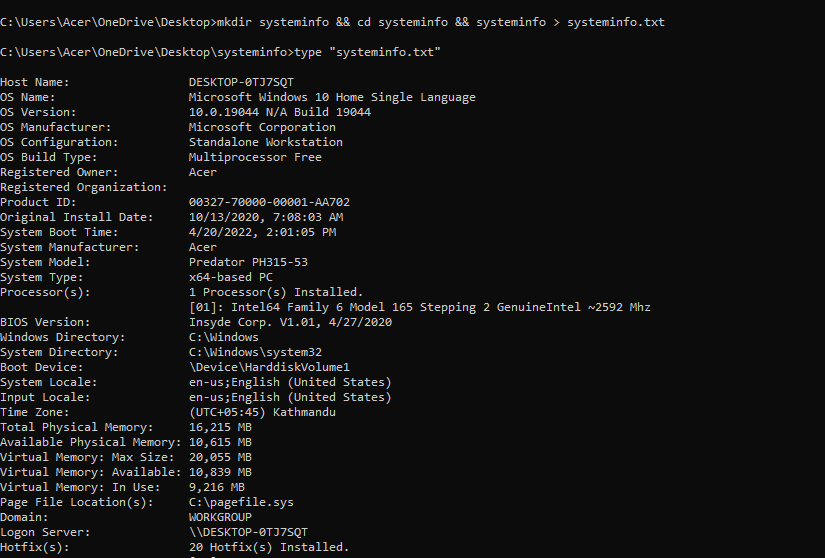 C:\Users\Acer\OneDrive\Desktop>mkdir systeminfo && cd systeminfo && systeminfo > systeminfo.txt
C:\Users\Acer\OneDrive\Desktop\systeminfo>type "systeminfo.txt"
Host Name: DESKTOP-0TJ7SQT
OS Name: Microsoft Windows 10 Home Single Language
OS Version: 10.0.19044 N/A Build 19044
OS Manufacturer: Microsoft Corporation
OS Configuration: Standalone Workstation
OS Build Type: Multiprocessor Free
Registered Owner: Acer
Registered Organization:
Product ID: 00327-70000-00001-AA702
Original Install Date: 10/13/2020, 7:08:03 AM
System Boot Time: 4/20/2022, 2:01:05 PM
System Manufacturer: Acer
System Model: Predator PH315-53
System Type: x64-based PC
Processor(s): 1 Processor(s) Installed.
[01]: Intel64 Family 6 Model 165 Stepping 2 GenuineIntel ~2592 Mhz
BIOS Version: Insyde Corp. V1.01, 4/27/2020
Windows Directory: C:\Windows
System Directory: C:\Windows\system32
Boot Device: \Device\HarddiskVolume1
System Locale: en-us;English (United States)
Input Locale: en-us;English (United States)
Time Zone: (UTC+05:45) Kathmandu
Total Physical Memory: 16,215 MB
Available Physical Memory: 10,615 MB
Virtual Memory: Max Size: 20,055 MB
Virtual Memory: Available: 10,839 MB
Virtual Memory: In Use: 9,216 MB
Page File Location(s): C:\pagefile.sys
Domain: WORKGROUP
Logon Server: \\DESKTOP-0TJ7SQT
Hotfix(s): 20 Hotfix(s) Installed.